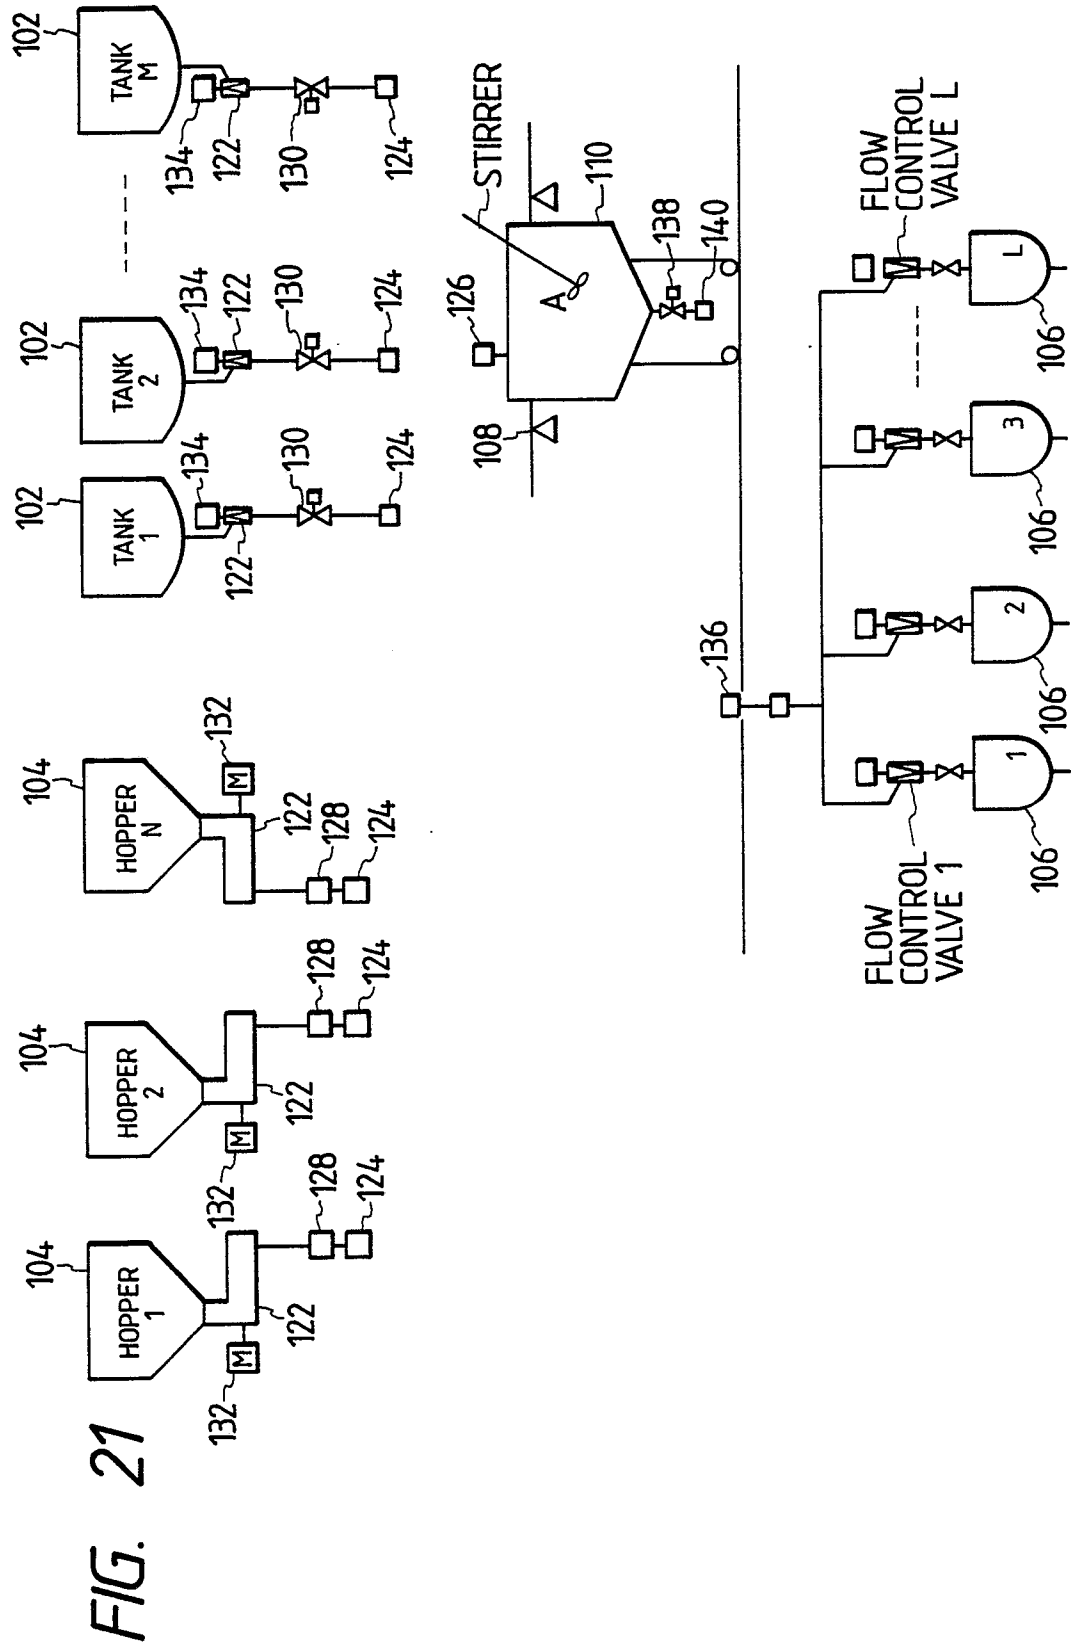 FIG. 21
104
HOPPER
1
132
M
122
128
124
104
HOPPER
2
132
M
122
128
124
104
HOPPER
N
132
M
122
128
124
102
TANK
1
134
122
130
124
102
TANK
2
134
122
130
124
102
TANK
M
134
122
130
124
108
126
STIRRER
A
110
138
140
136
FLOW
CONTROL
VALVE 1
FLOW
CONTROL
VALVE L
1
106
2
106
3
106
L
106